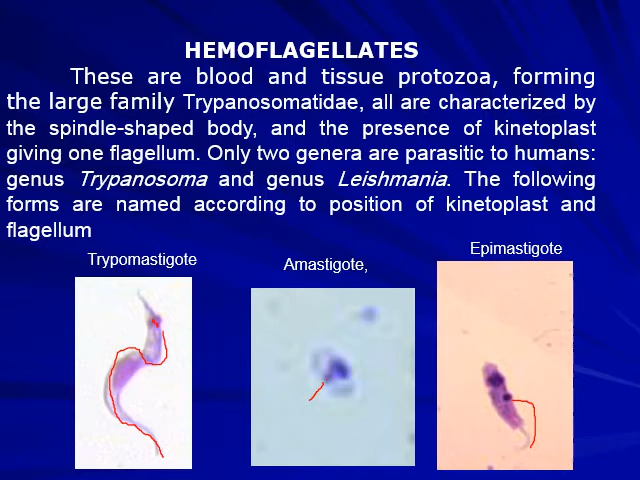 HEMOFLAGELLATES
These are blood and tissue protozoa, forming
the large family Trypanosomatidae, all are characterized by
the spindle-shaped body, and the presence of kinetoplast
giving one flagellum. Only two genera are parasitic to humans:
genus Trypanosoma and genus Leishmania. The following
forms are named according to position of kinetoplast and
flagellum
Trypomastigote
Amastigote,
Epimastigote